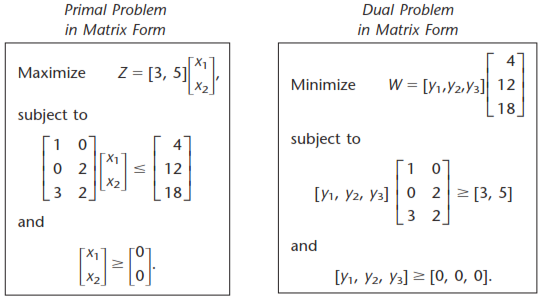 Primal Problem
in Matrix Form
Maximize Z = [3, 5] [x₁
x₂],
subject to
[1 0
0 2
3 2] [x₁
x₂] ≤ [4
12
18]
and
[x₁
x₂] ≥ [0
0].
Dual Problem
in Matrix Form
Minimize W = [y₁,y₂,y₃] [4
12
18]
subject to
[y₁, y₂, y₃] [1 0
0 2
3 2] ≥ [3, 5]
and
[y₁, y₂, y₃] ≥ [0, 0, 0].